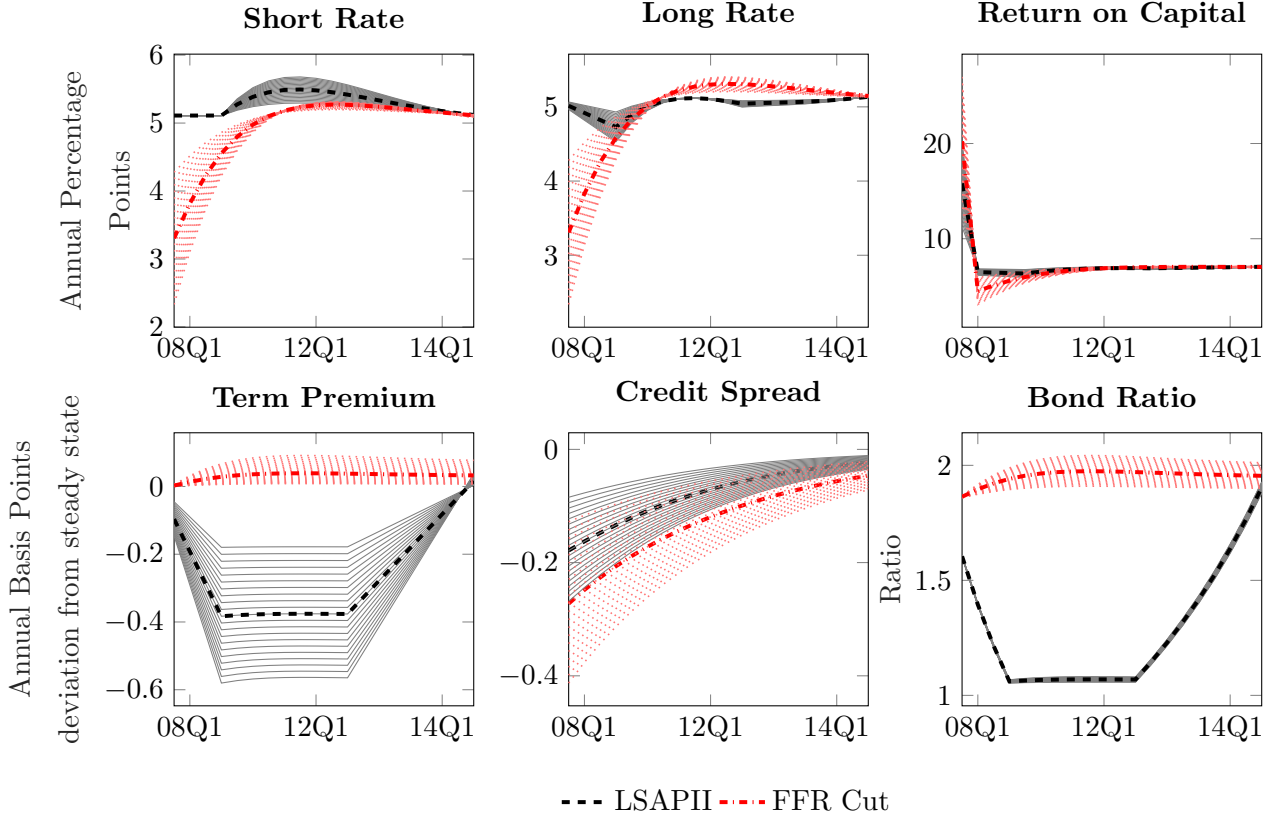 Short Rate
Long Rate
Return on Capital
Annual Percentage
Points
6
5
4
3
2
08Q1 12Q1 14Q1
5
4
3
08Q1 12Q1 14Q1
20
10
08Q1 12Q1 14Q1
Term Premium
Credit Spread
Bond Ratio
Annual Basis Points
deviation from steady state
0
−0.2
−0.4
−0.6
08Q1 12Q1 14Q1
0
−0.2
−0.4
08Q1 12Q1 14Q1
Ratio
2
1.5
1
08Q1 12Q1 14Q1
LSAPII FFR Cut